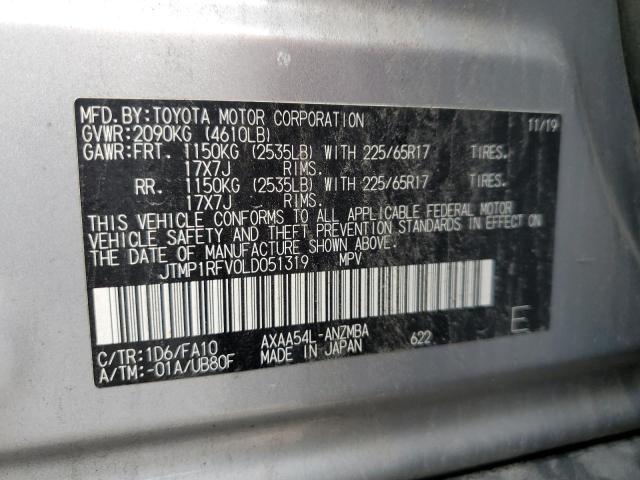 MFD. BY: TOYOTA MOTOR CORPORATION 11/19
GVWR: 2090KG (4610LB)
GAWR: FRT. 1150KG (2535LB) WITH 225/65R17 TIRES.
17X7J RIMS.
RR. 1150KG (2535LB) WITH 225/65R17 TIRES.
17X7J RIMS.
THIS VEHICLE CONFORMS TO ALL APPLICABLE FEDERAL MOTOR
VEHICLE SAFETY AND THEFT PREVENTION STANDARDS IN EFFECT ON
THE DATE OF MANUFACTURE SHOWN ABOVE.
JTMP1RFV0LD051319 MPV
C/TR: 1D6/FA10 AXAA54L-ANZMBA 622 E
A/TM: -01A/UB80F MADE IN JAPAN